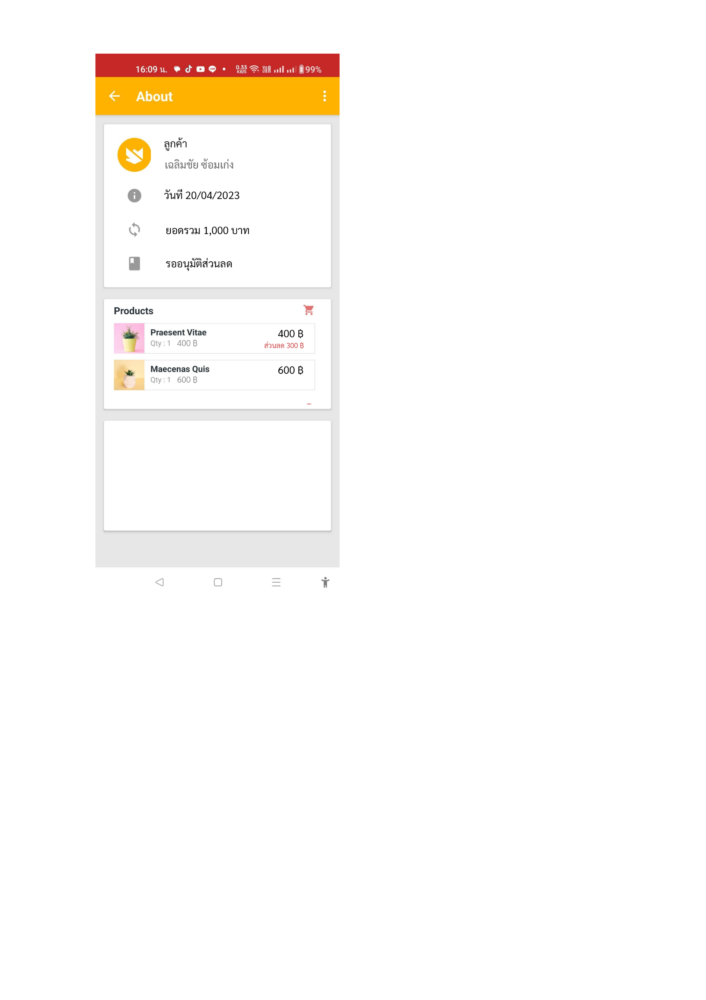 16:09 น. 0.33 KB/S 99%
About
ลูกค้า
เฉลิมชัย ซ้อมเก่ง
วันที่ 20/04/2023
ยอดรวม 1,000 บาท
รออนุมัติส่วนลด
Products
Praesent Vitae 400 ฿
Qty : 1 400 ฿ ส่วนลด 300 ฿
Maecenas Quis 600 ฿
Qty : 1 600 ฿